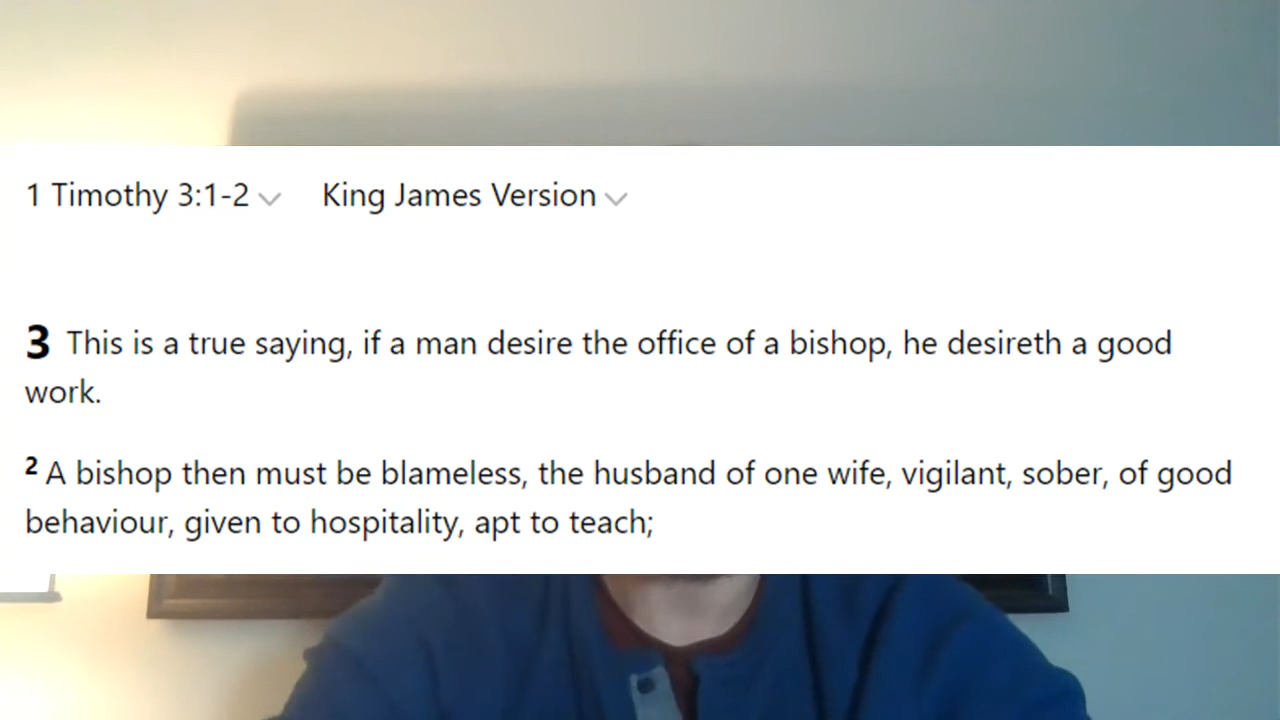 1 Timothy 3:1-2 King James Version
3 This is a true saying, if a man desire the office of a bishop, he desireth a good
work.
2 A bishop then must be blameless, the husband of one wife, vigilant, sober, of good
behaviour, given to hospitality, apt to teach;